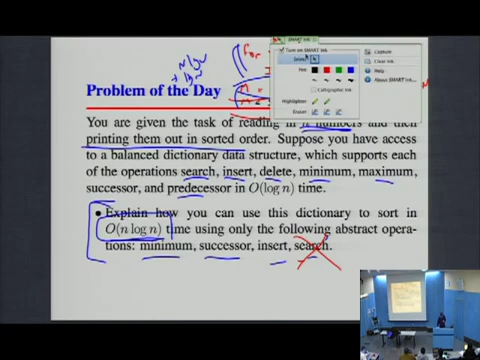 SMART Ink
Turn on SMART Ink
Select
Pen
Calligraphic Ink
Highlighter
Eraser
Capture
Clear Ink
Help
About SMART Ink...
for
n lg n
Problem of the Day
You are given the task of reading in n numbers and then
printing them out in sorted order. Suppose you have access
to a balanced dictionary data structure, which supports each
of the operations search, insert, delete, minimum, maximum,
successor, and predecessor in O(log n) time.
• Explain how you can use this dictionary to sort in
O(n log n) time using only the following abstract opera-
tions: minimum, successor, insert, search.